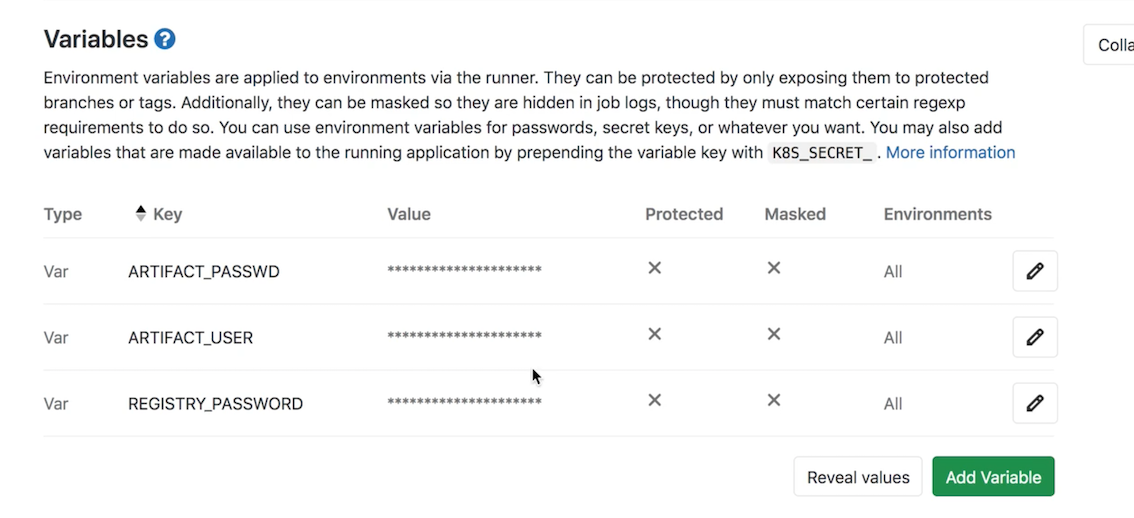 Variables ?
Colla
Environment variables are applied to environments via the runner. They can be protected by only exposing them to protected
branches or tags. Additionally, they can be masked so they are hidden in job logs, though they must match certain regexp
requirements to do so. You can use environment variables for passwords, secret keys, or whatever you want. You may also add
variables that are made available to the running application by prepending the variable key with K8S_SECRET_ . More information
Type Key Value Protected Masked Environments
Var ARTIFACT_PASSWD ********************* All
Var ARTIFACT_USER ********************* All
Var REGISTRY_PASSWORD ********************* All
Reveal values Add Variable